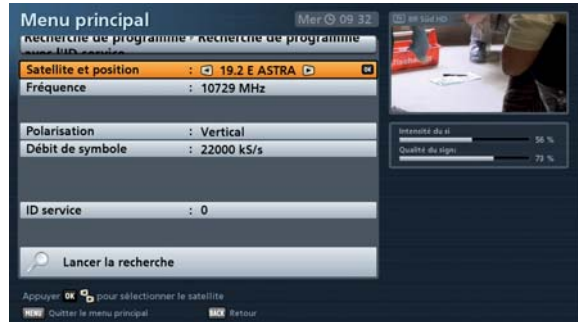 Menu principal
Mer 09 32
Recherche de programme - Recherche de programme
avec l'ID service
Satellite et position : 19.2 E ASTRA OK
Fréquence : 10729 MHz
Polarisation : Vertical
Débit de symbole : 22000 kS/s
ID service : 0
Lancer la recherche
Appuyer OK pour sélectionner le satellite
MENU Quitter le menu principal BACK Retour
BR Süd HD
Intensité du si
56 %
Qualité du sign:
73 %